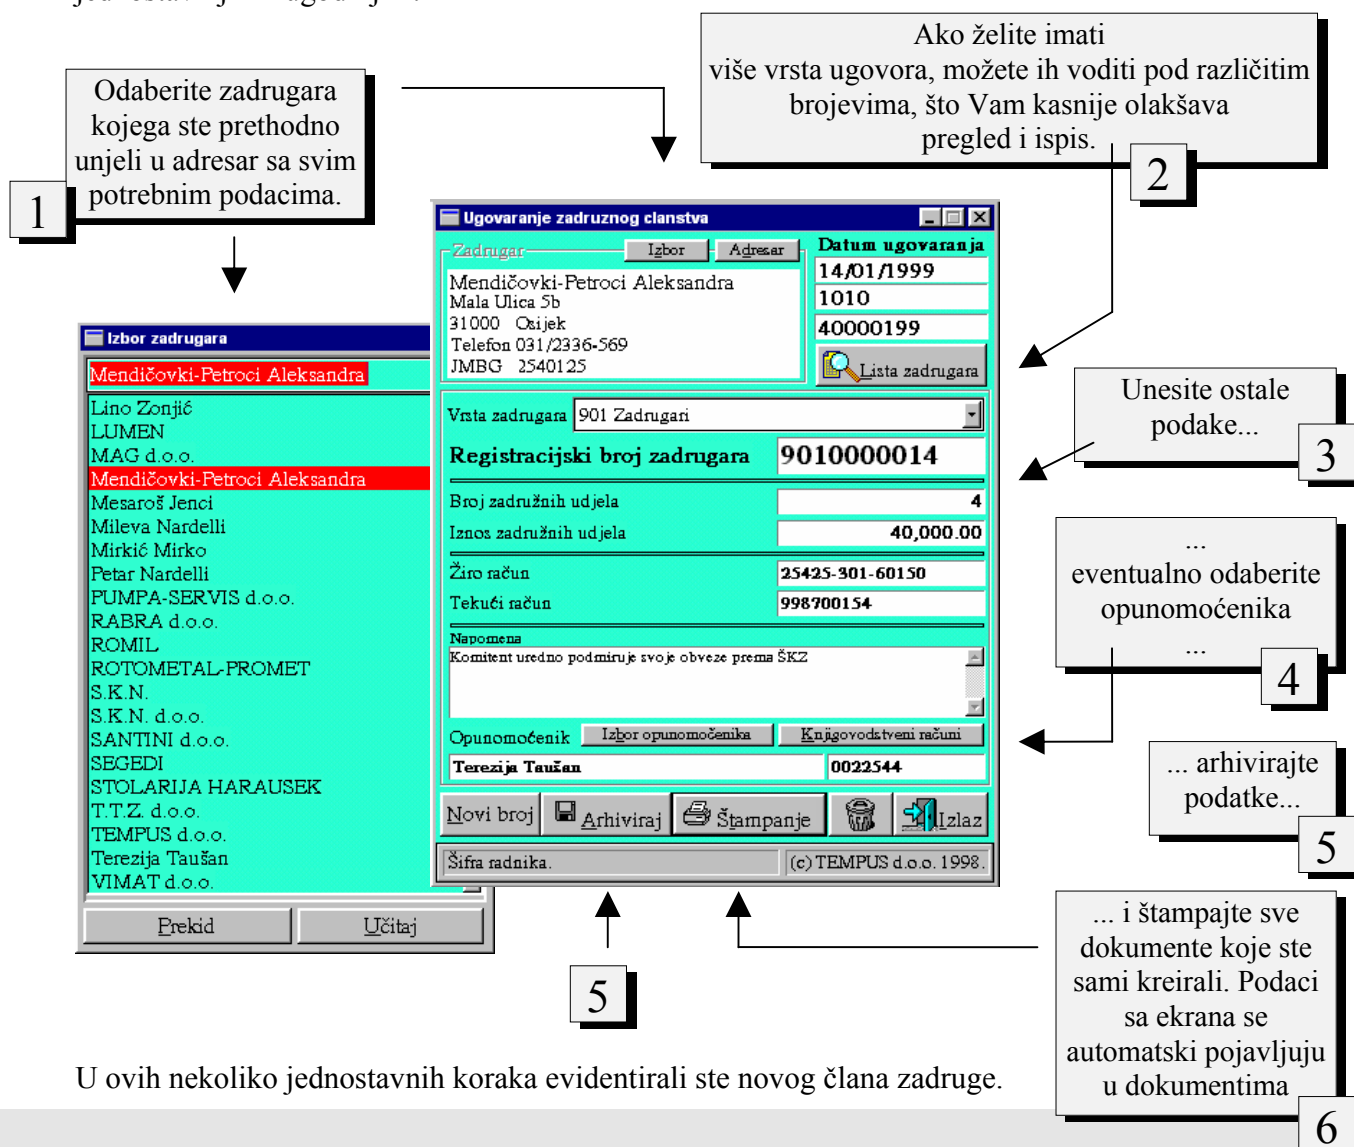 Ako želite imati
više vrsta ugovora, možete ih voditi pod različitim
brojevima, što Vam kasnije olakšava
pregled i ispis.
2
Odaberite zadrugara
kojega ste prethodno
unjeli u adresar sa svim
potrebnim podacima.
1
Izbor zadrugara
Mendičovki-Petroci Aleksandra
Lino Zonjić
LUMEN
MAG d.o.o.
Mendičovki-Petroci Aleksandra
Mesaroš Jenci
Mileva Nardelli
Mirkić Mirko
Petar Nardelli
PUMPA-SERVIS d.o.o.
RABRA d.o.o.
ROMIL
ROTOMETAL-PROMET
S.K.N.
S.K.N. d.o.o.
SANTINI d.o.o.
SEGEDI
STOLARIJA HARAUSEK
T.T.Z. d.o.o.
TEMPUS d.o.o.
Terezija Taušan
VIMAT d.o.o.
Prekid Učitaj
Ugovaranje zadruznog clanstva
Zadrugar Izbor Adresar Datum ugovaranja
14/01/1999
1010
40000199
Mendičovki-Petroci Aleksandra
Mala Ulica 5b
31000 Osijek
Telefon 031/2336-569
JMBG 2540125
Lista zadrugara
Vrsta zadrugara 901 Zadrugari
Registracijski broj zadrugara 9010000014
Broj zadružnih udjela 4
Iznos zadružnih udjela 40,000.00
Žiro račun 25425-301-60150
Tekući račun 998700154
Napomena
Komitent uredno podmiruje svoje obveze prema ŠKZ
Opunomoćenik Izbor opunomočenika Knjigovodstveni računi
Terezija Taušan 0022544
Novi broj Arhiviraj Štampanje Izlaz
Šifra radnika. (c) TEMPUS d.o.o. 1998.
Unesite ostale
podake...
3
...
eventualno odaberite
opunomoćenika
...
4
... arhivirajte
podatke...
5
5
... i štampajte sve
dokumente koje ste
sami kreirali. Podaci
sa ekrana se
automatski pojavljuju
u dokumentima
6
U ovih nekoliko jednostavnih koraka evidentirali ste novog člana zadruge.